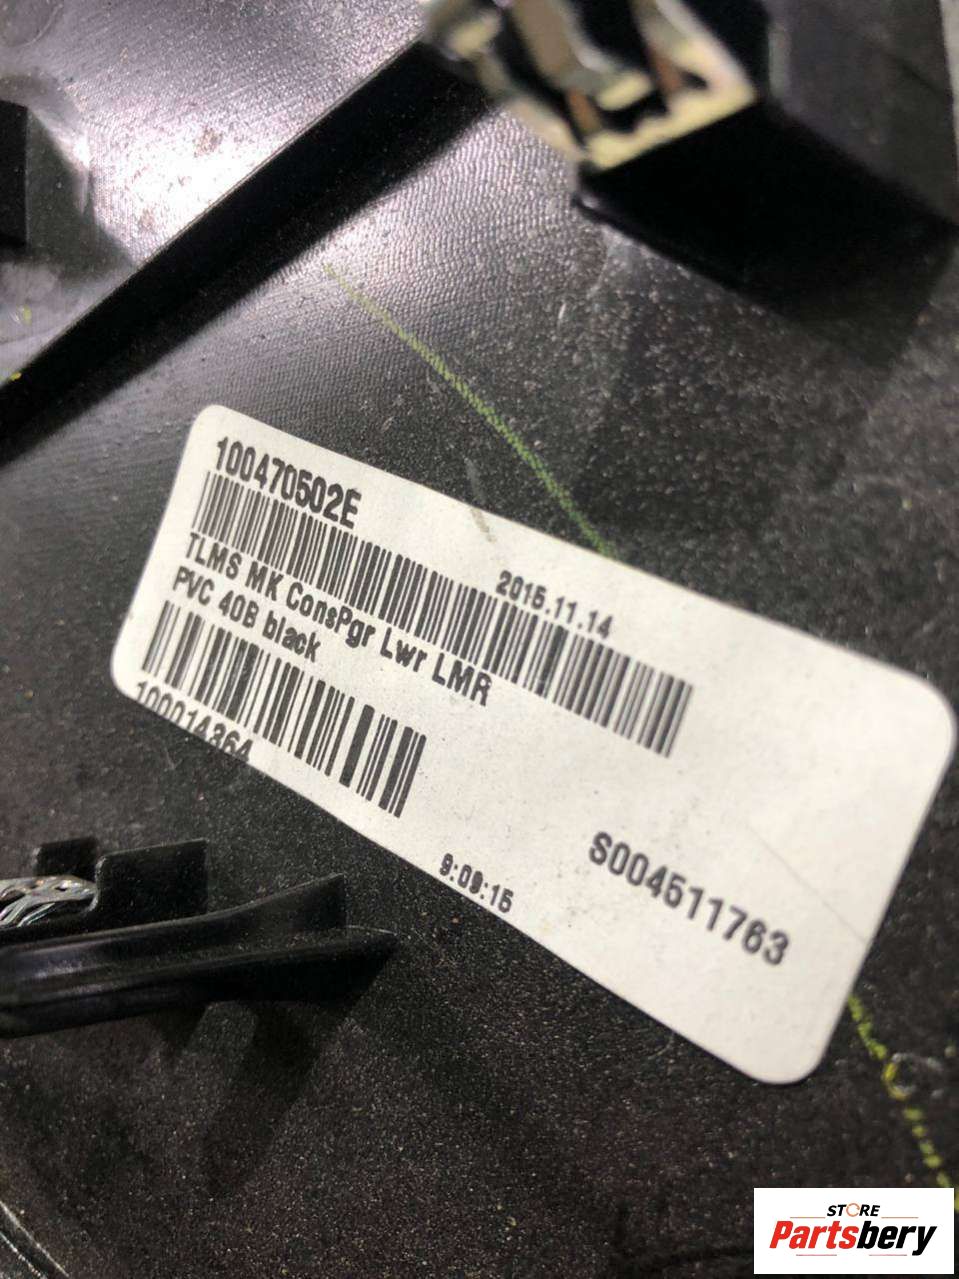 100470502E
2015.11.14
TLMS MK ConsPgr Lwr LMR
PVC 40B black
100014364
9:09:15
S004511763
STORE
Partsbery